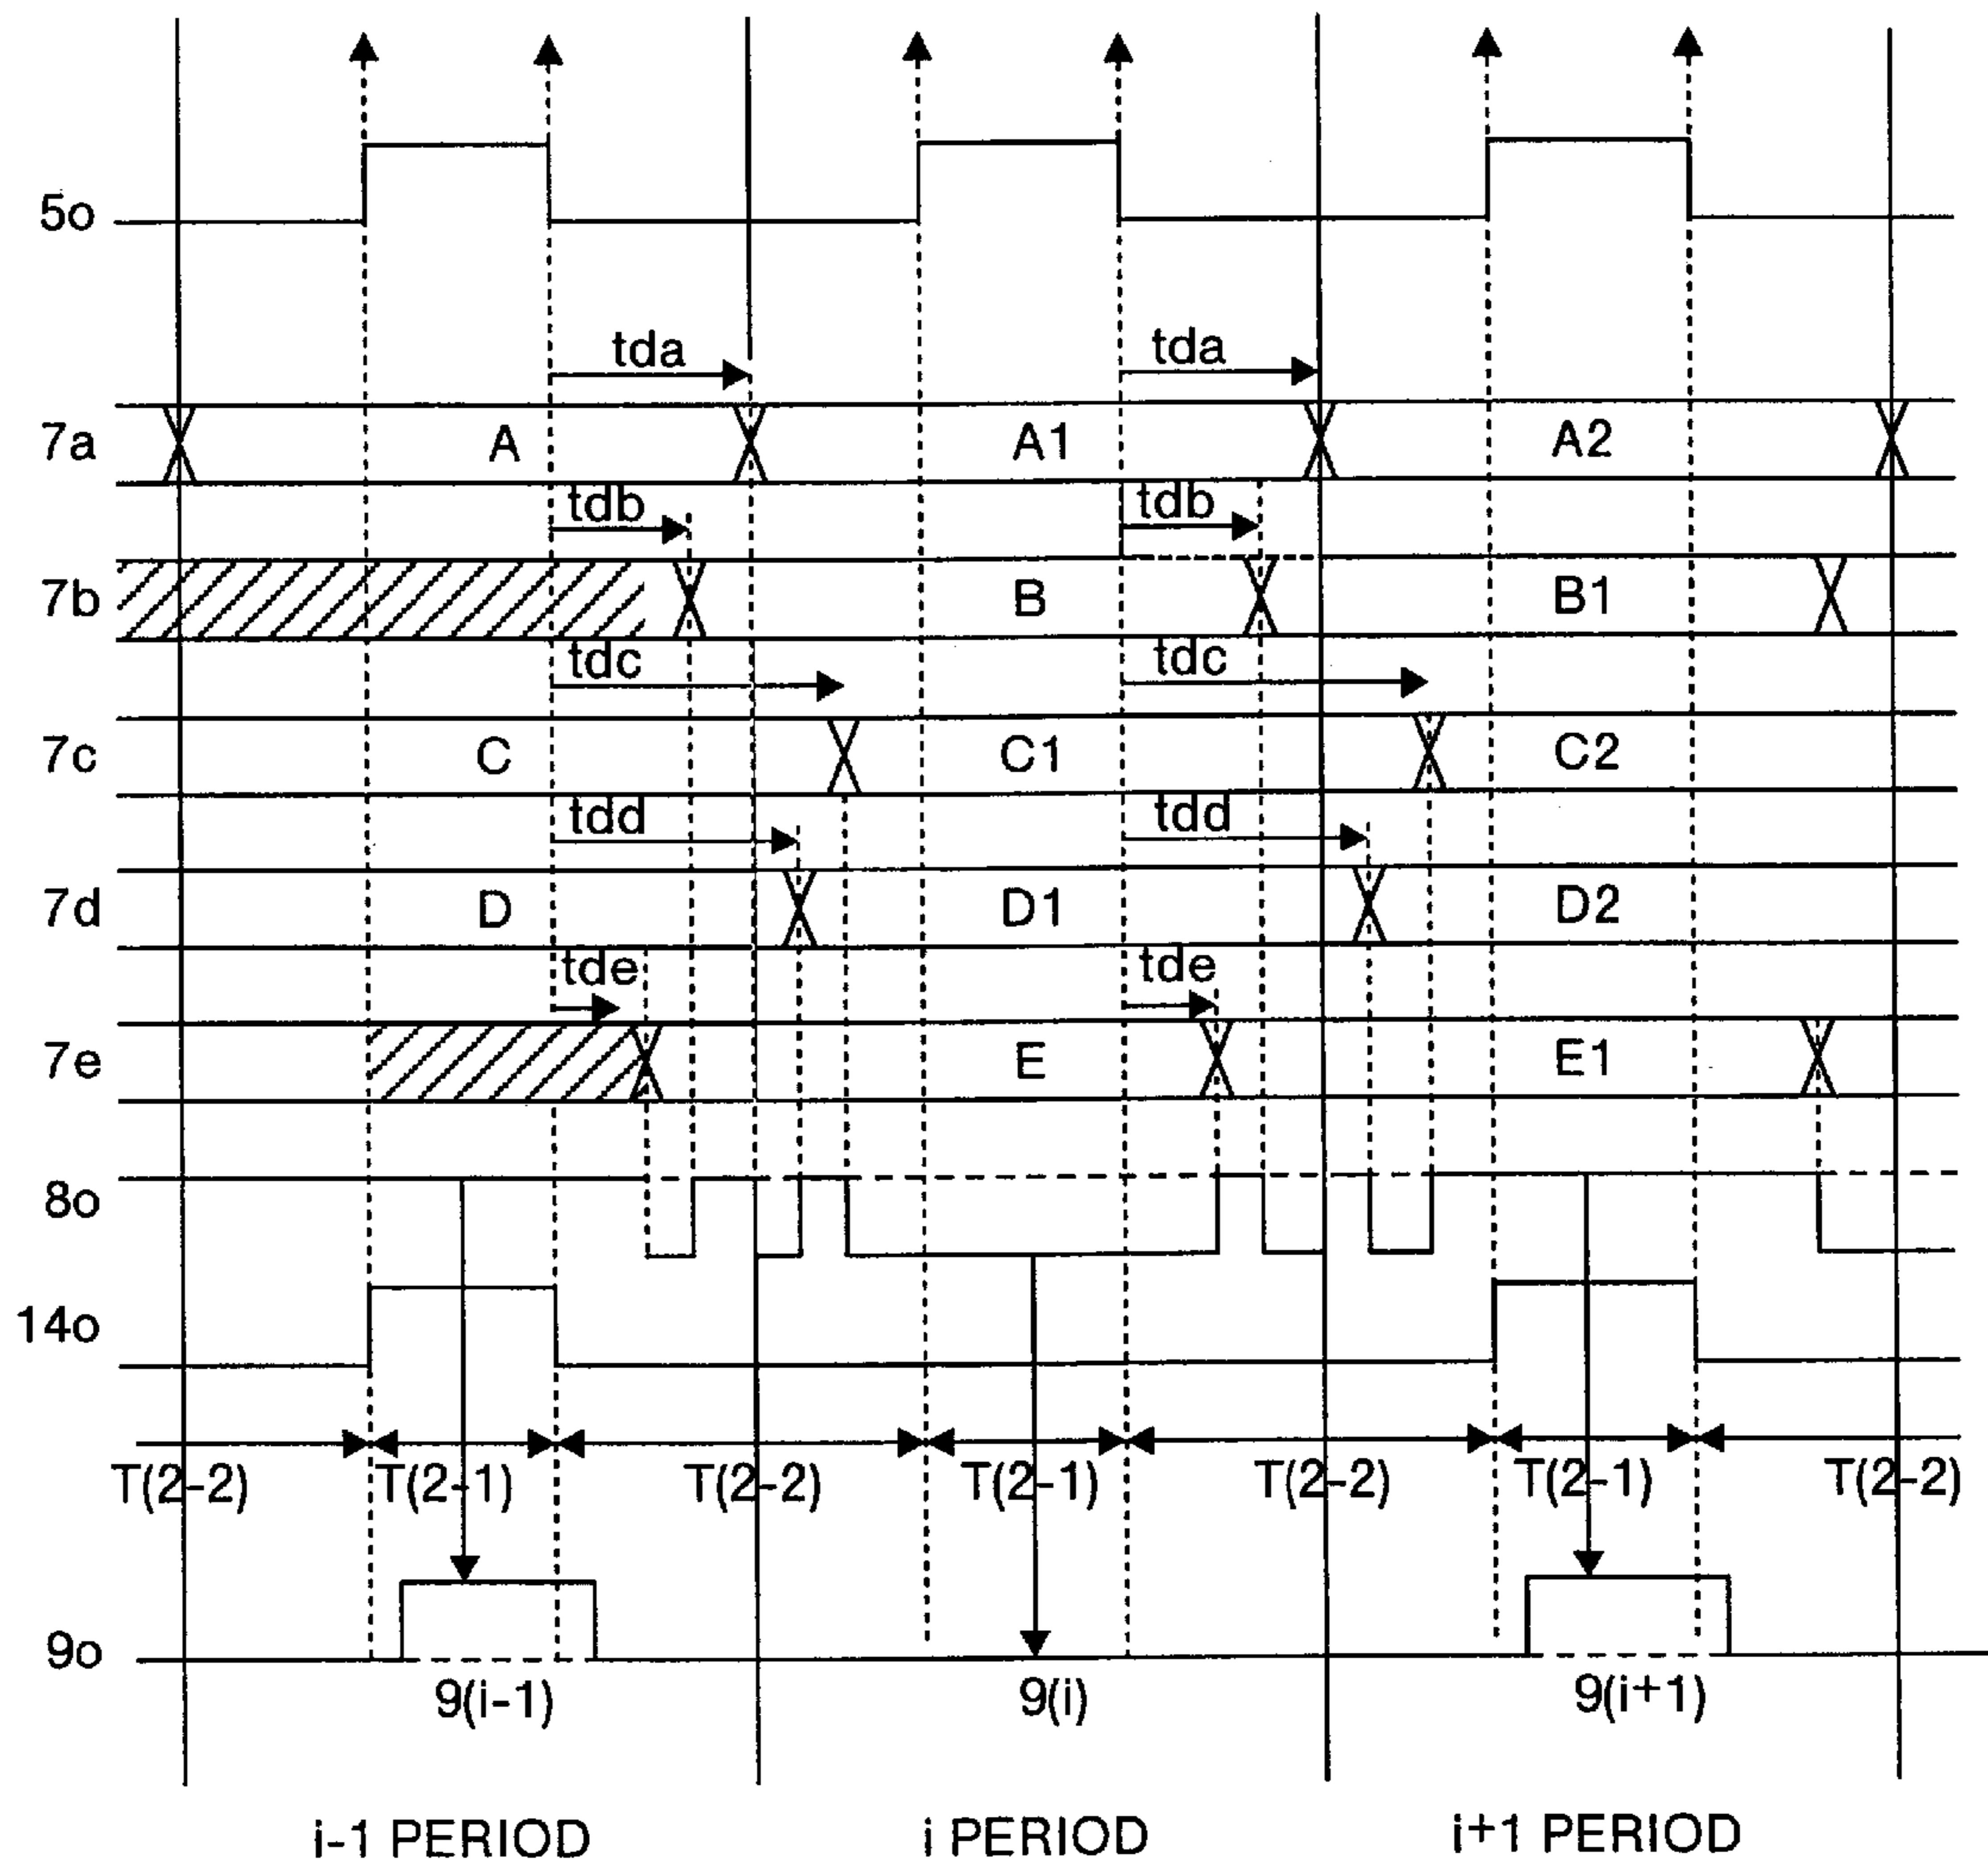 5o
tda tda
7a A A1 A2
tdb tdb
7b B B1
tdc tdc
7c C C1 C2
tdd tdd
7d D D1 D2
tde tde
7e E E1
8o
14o
T(2-2) T(2-1) T(2-2) T(2-1) T(2-2) T(2-1) T(2-2)
9o
9(i-1) 9(i) 9(i+1)
i-1 PERIOD i PERIOD i+1 PERIOD